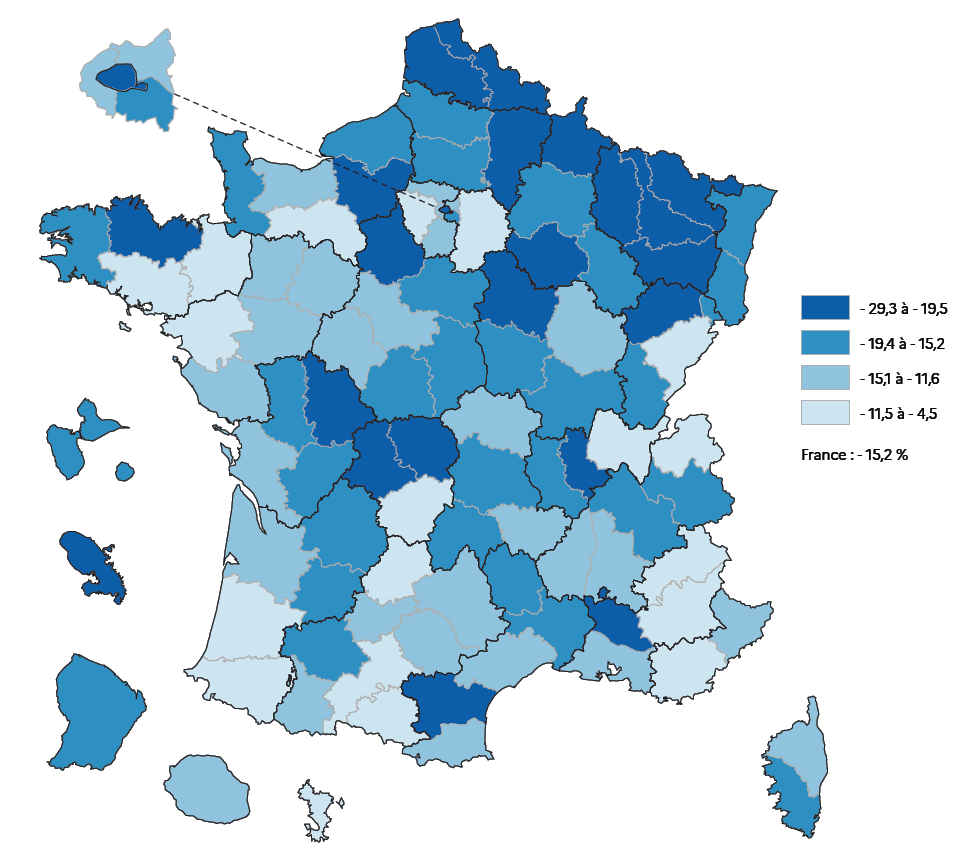 - 29,3 à - 19,5
- 19,4 à - 15,2
- 15,1 à - 11,6
- 11,5 à - 4,5
France : - 15,2 %